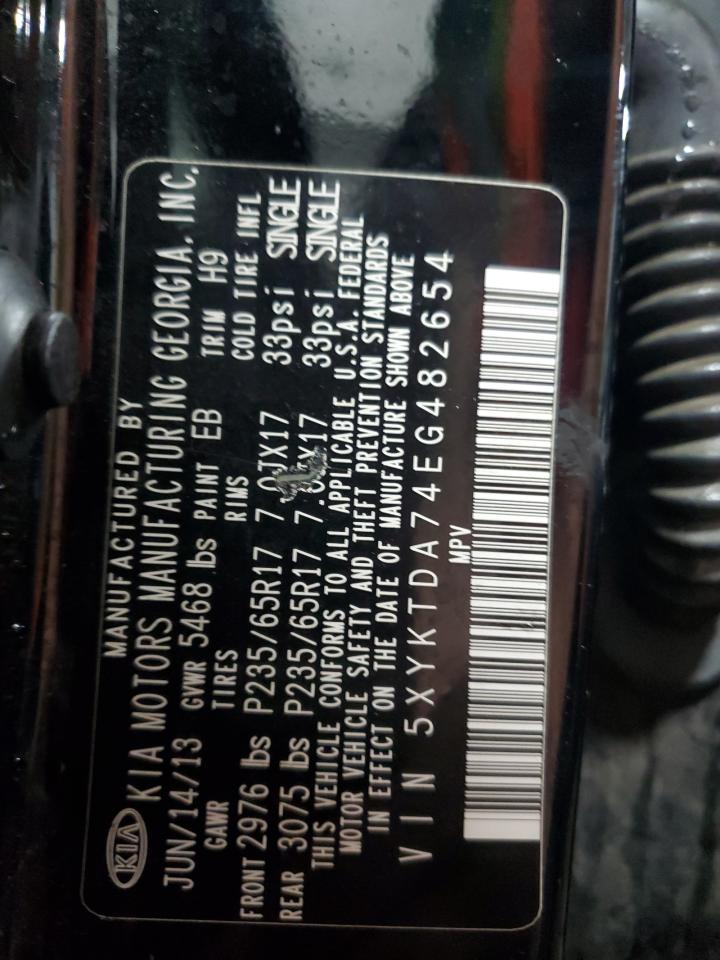 KIA
MANUFACTURED BY
KIA MOTORS MANUFACTURING GEORGIA, INC.
JUN/14/13 GVWR 5468 lbs PAINT EB TRIM H9
GAWR TIRES RIMS COLD TIRE INFL
FRONT 2976 lbs P235/65R17 7.0JX17 33psi SINGLE
REAR 3075 lbs P235/65R17 33psi SINGLE
THIS VEHICLE CONFORMS TO ALL APPLICABLE U.S.A. FEDERAL
MOTOR VEHICLE SAFETY AND THEFT PREVENTION STANDARDS
IN EFFECT ON THE DATE OF MANUFACTURE SHOWN ABOVE
VIN 5XYKTDA74EG482654
MPV